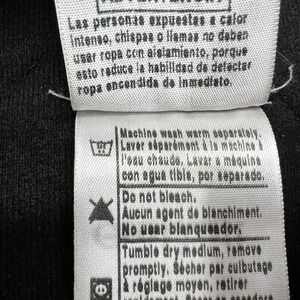 Las personas expuestas a calor
intenso, chispas o llamas no deben
usar ropa con aislamiento, porque
esto reduce la habilidad de detectar
ropa encendida de inmediato.
Machine wash warm separately.
Laver séparément à la machine à
l'eau chaude. Lavar a máquina
con agua tibia, por separado.
Do not bleach.
Aucun agent de blanchiment.
No usar blanqueador.
Tumble dry medium, remove
promptly. Sécher par culbutage
à réglage moyen, retirer